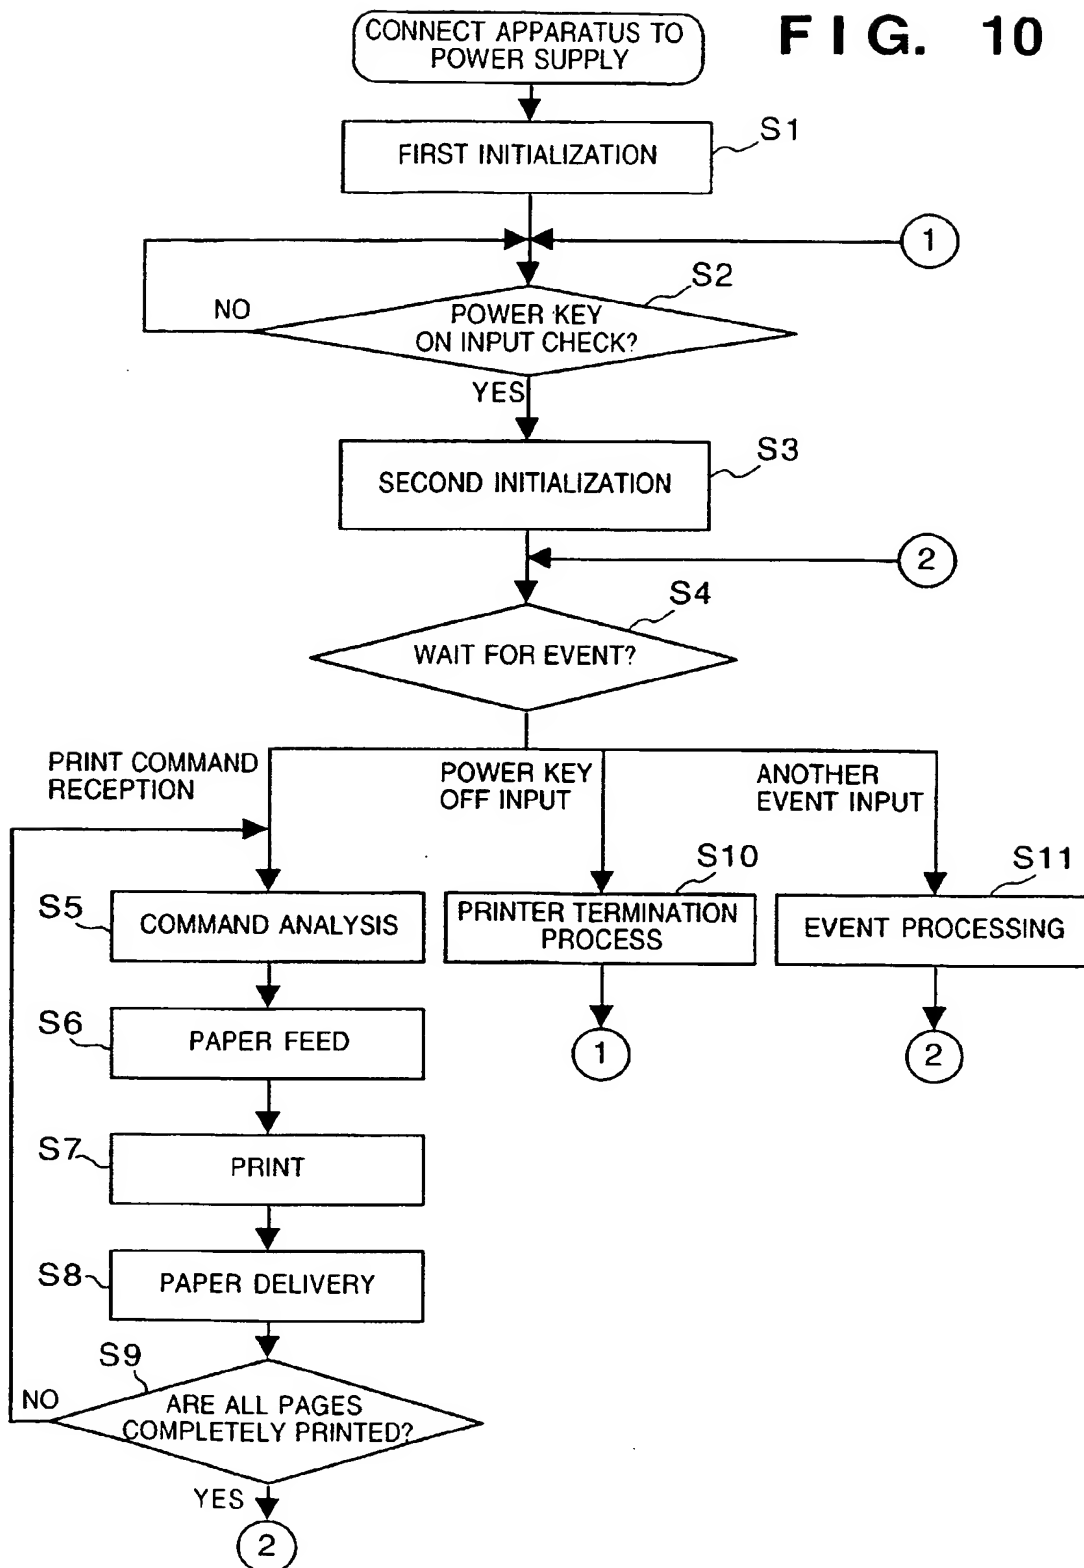 FIG. 10
CONNECT APPARATUS TO
POWER SUPPLY
S1
FIRST INITIALIZATION
1
S2
NO
POWER KEY
ON INPUT CHECK?
YES
S3
SECOND INITIALIZATION
2
S4
WAIT FOR EVENT?
PRINT COMMAND
RECEPTION
POWER KEY
OFF INPUT
ANOTHER
EVENT INPUT
S5
COMMAND ANALYSIS
S10
PRINTER TERMINATION
PROCESS
S11
EVENT PROCESSING
S6
PAPER FEED
1
2
S7
PRINT
S8
PAPER DELIVERY
S9
NO
ARE ALL PAGES
COMPLETELY PRINTED?
YES
2